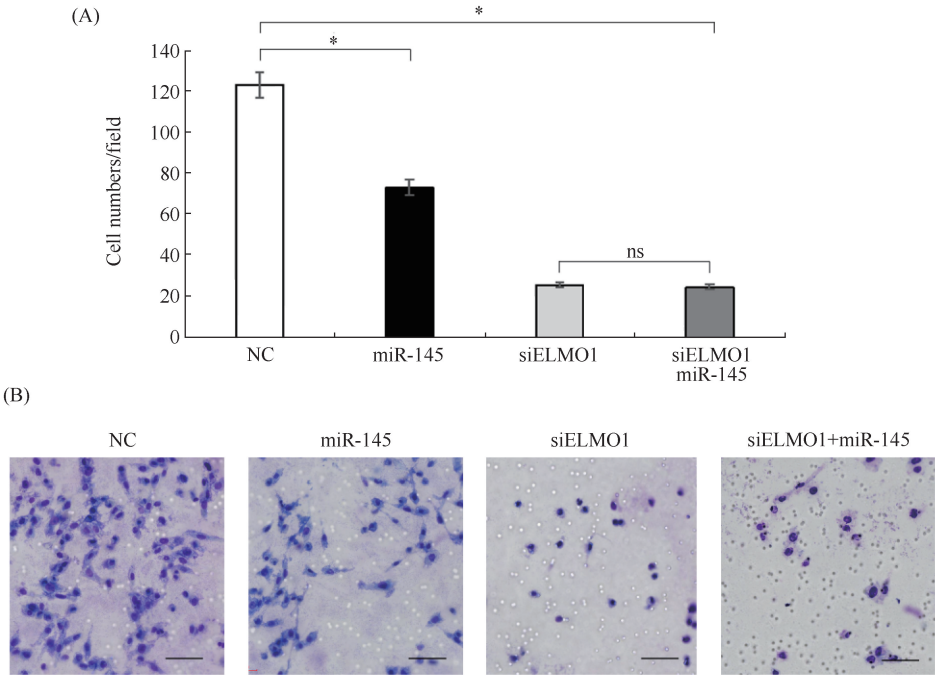 (A)
*
*
140
120
100
80
60
40
20
0
Cell numbers/field
ns
NC
miR-145
siELMO1
siELMO1
miR-145
(B)
NC
miR-145
siELMO1
siELMO1+miR-145